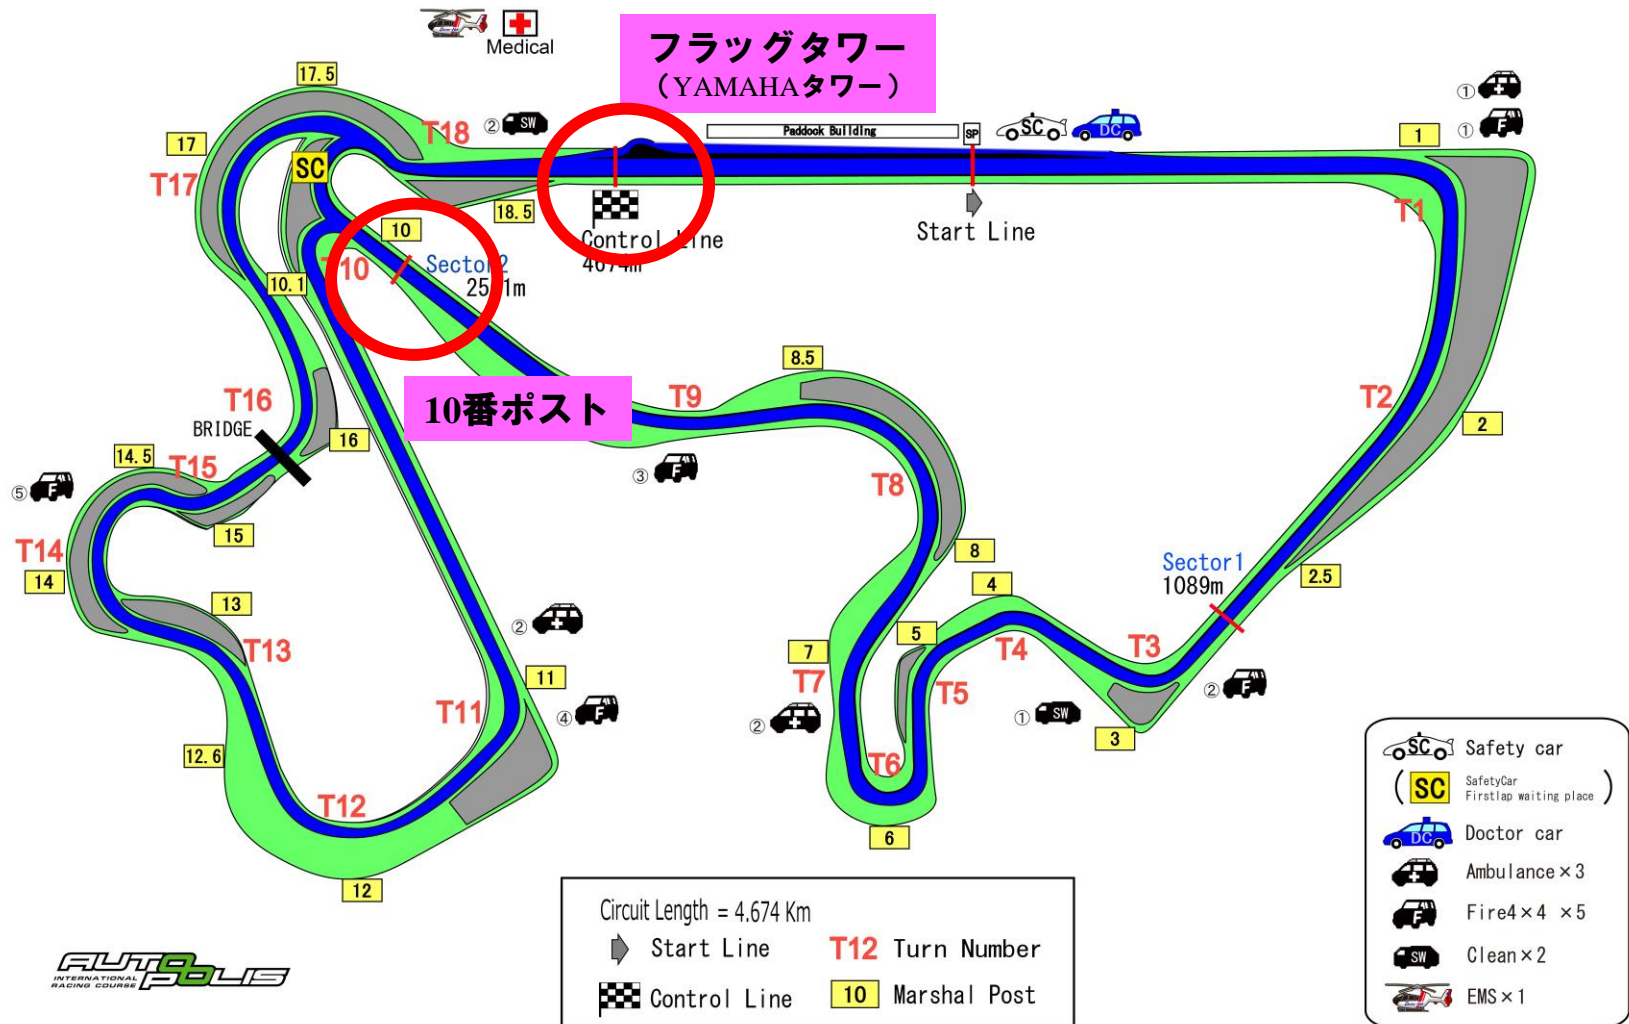 Medical
フラッグタワー
（YAMAHAタワー）
17.5
T18
② SW
Paddock Building
SP
SC
DC
①
① F
1
17
T17
SC
18.5
10
Control Line
4674m
Start Line
T1
T10
Sector2
10.1
8.5
10番ポスト
T9
T2
2
T16
BRIDGE
16
14.5
T15
⑤ F
③ F
T8
15
T14
14
8
Sector1
1089m
2.5
13
4
②
T13
5
T4
T3
7
T7
11
T11
④ F
T5
② F
②
① SW
3
12.6
T6
T12
6
12
Circuit Length = 4.674 Km
Start Line
T12 Turn Number
Control Line
10 Marshal Post
SC Safety car
( SC SafetyCar
Firstlap waiting place )
DC Doctor car
Ambulance×3
F Fire4×4 ×5
SW Clean×2
EMS×1
AUTOPOLIS
INTERNATIONAL
RACING COURSE